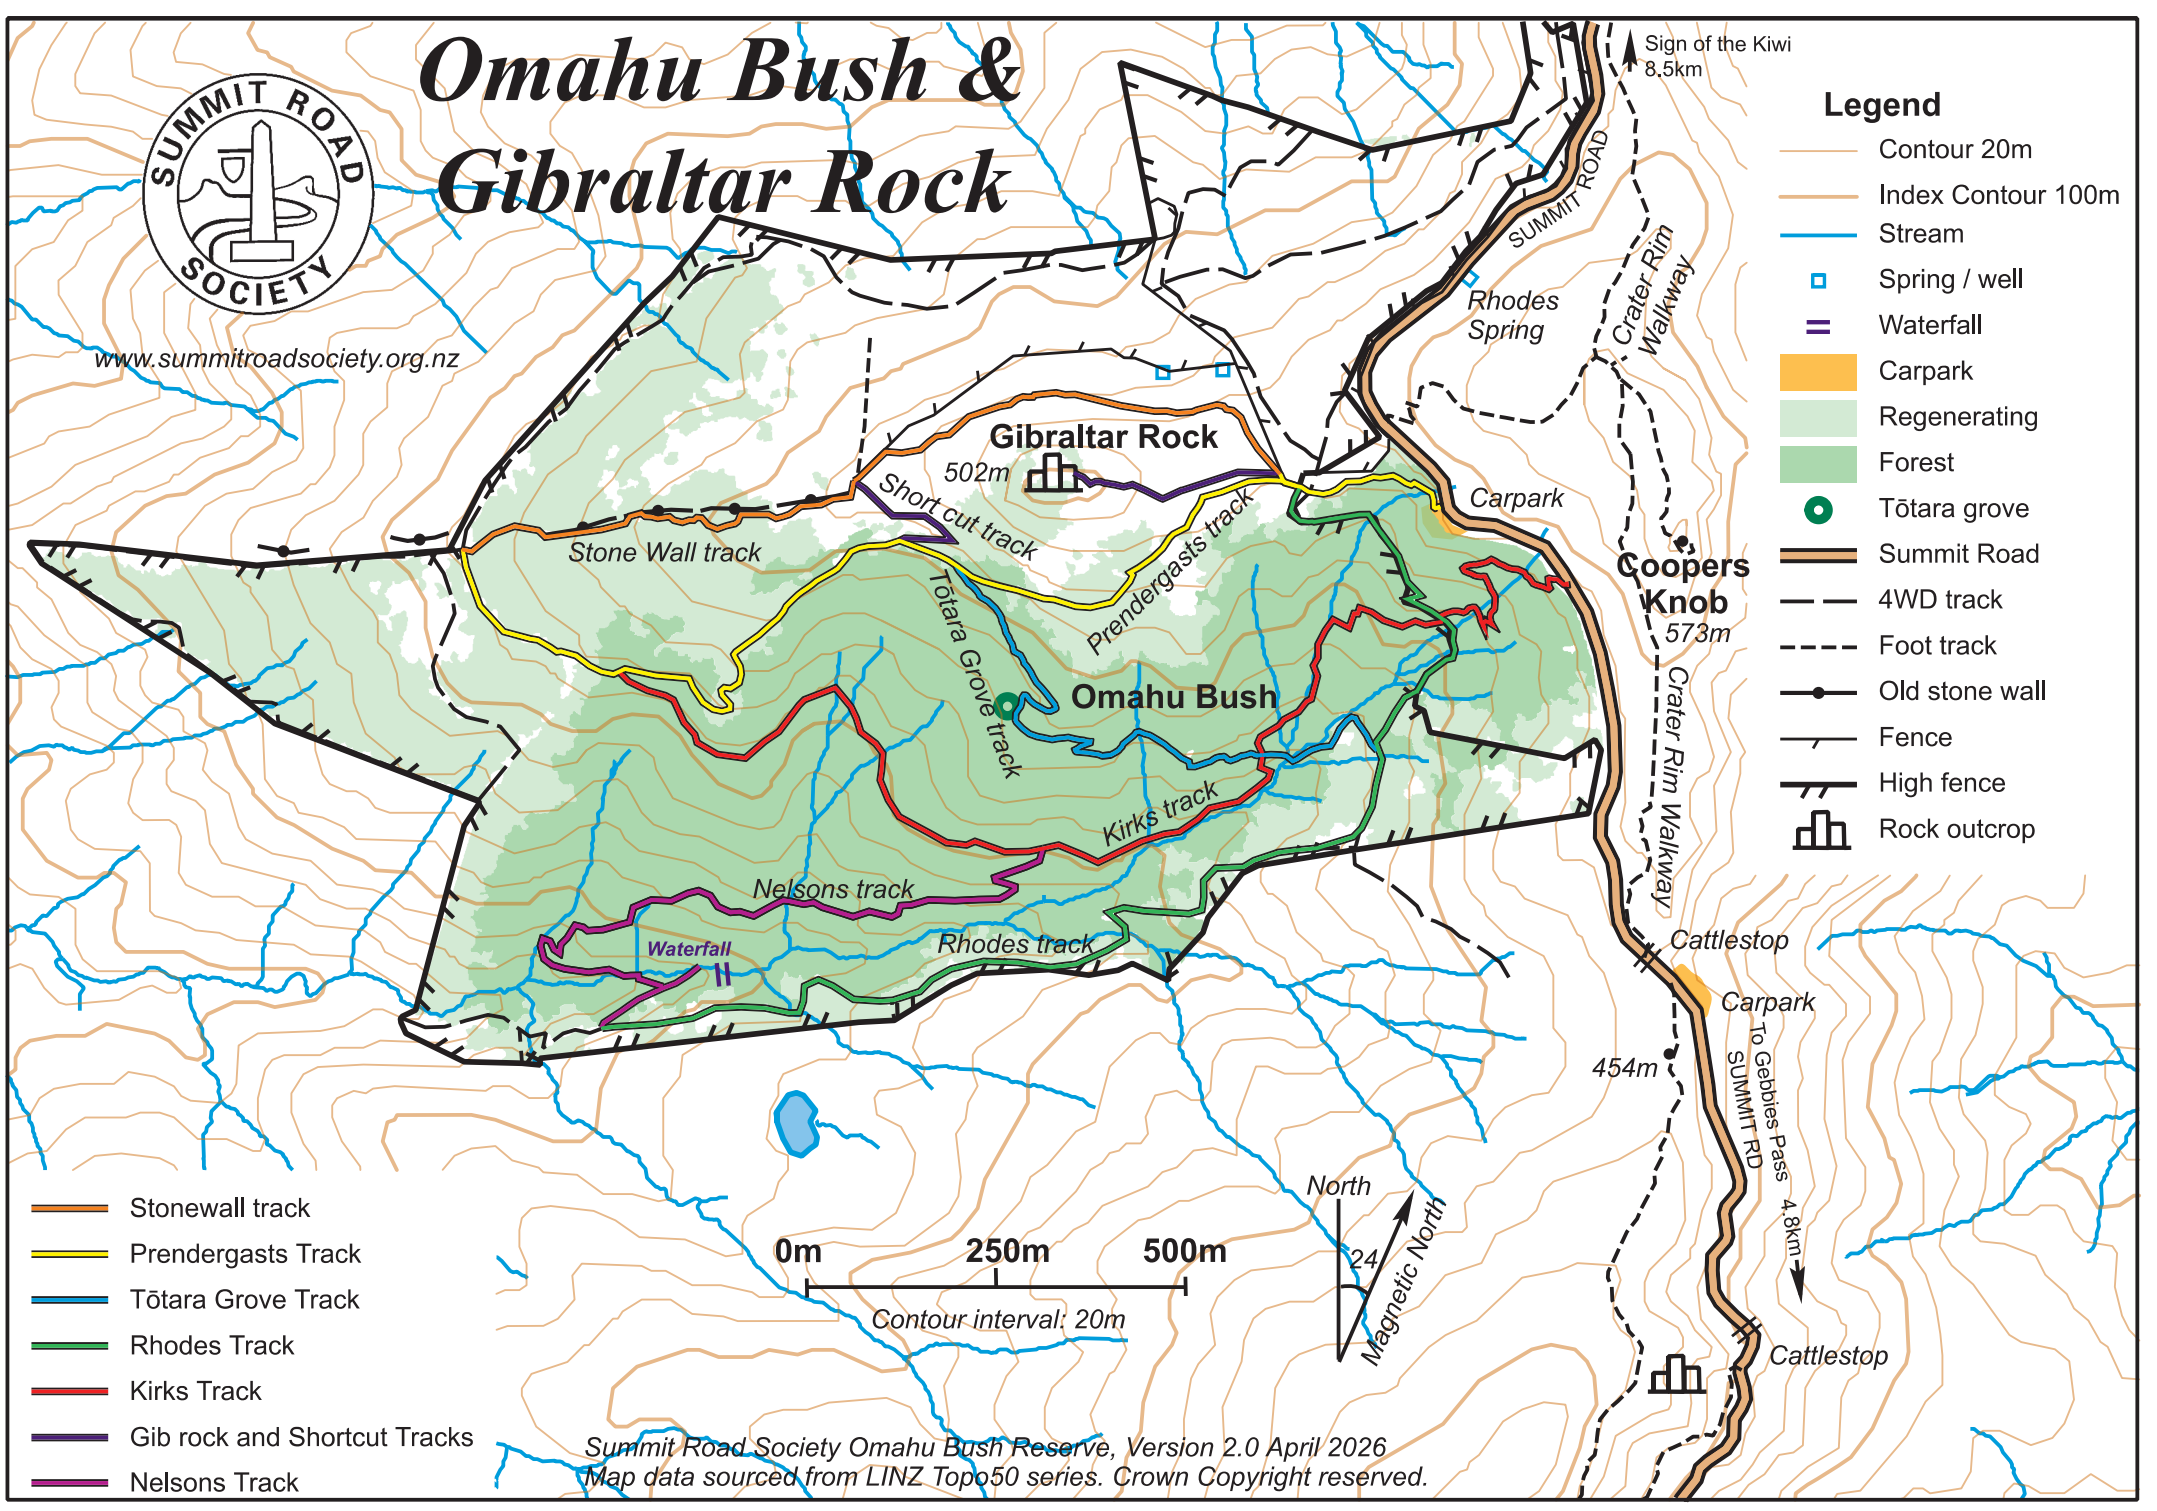 Omahu Bush &
Gibraltar Rock
SUMMIT ROAD
SOCIETY
www.summitroadsociety.org.nz
Sign of the Kiwi
8.5km
SUMMIT ROAD
Crater Rim
Walkway
Rhodes
Spring
Gibraltar Rock
502m
Short cut track
Stone Wall track
Prendergasts track
Carpark
Coopers
Knob
573m
Tōtara Grove track
Omahu Bush
Crater Rim Walkway
Kirks track
Nelsons track
Waterfall
Rhodes track
Cattlestop
Carpark
454m
To Gebbies Pass 4.8km
SUMMIT RD
Cattlestop
Legend
Contour 20m
Index Contour 100m
Stream
Spring / well
Waterfall
Carpark
Regenerating
Forest
Tōtara grove
Summit Road
4WD track
Foot track
Old stone wall
Fence
High fence
Rock outcrop
Stonewall track
Prendergasts Track
Tōtara Grove Track
Rhodes Track
Kirks Track
Gib rock and Shortcut Tracks
Nelsons Track
0m 250m 500m
Contour interval: 20m
North
24
Magnetic North
Summit Road Society Omahu Bush Reserve, Version 2.0 April 2026
Map data sourced from LINZ Topo50 series. Crown Copyright reserved.